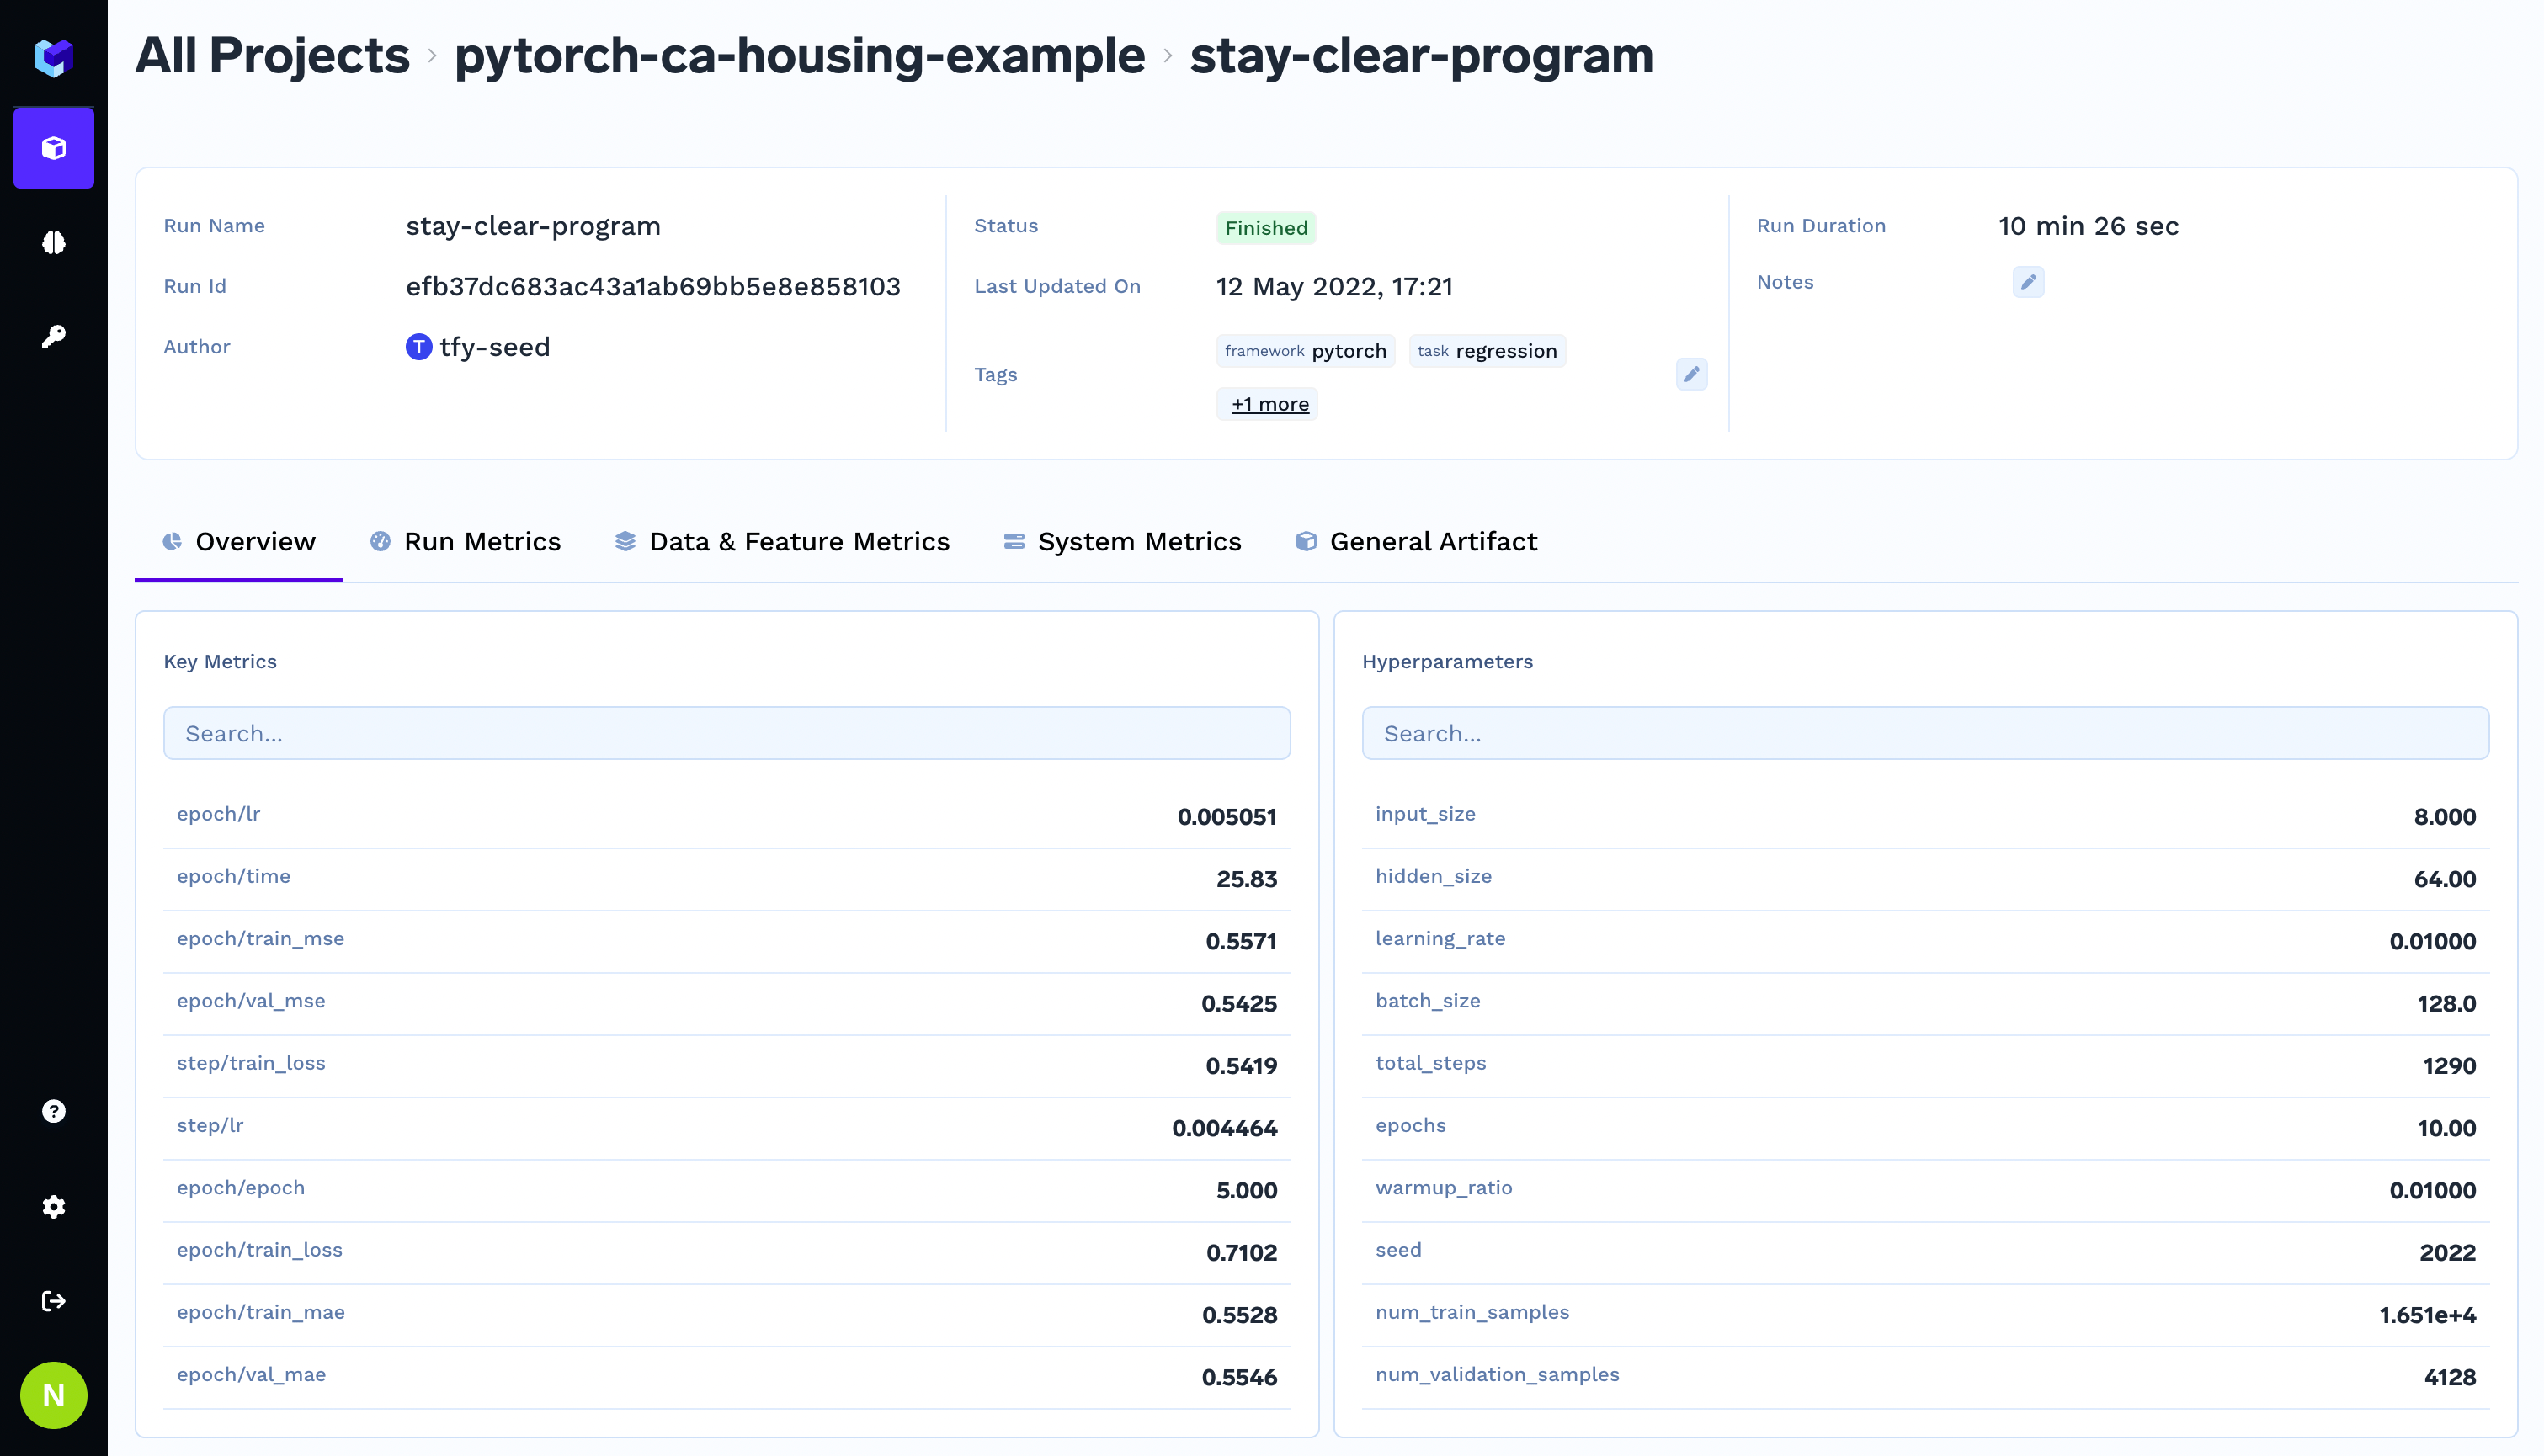 All Projects › pytorch-ca-housing-example › stay-clear-program
Run Name stay-clear-program
Run Id efb37dc683ac43a1ab69bb5e8e858103
Author T tfy-seed
Status Finished
Last Updated On 12 May 2022, 17:21
Tags framework pytorch task regression
+1 more
Run Duration 10 min 26 sec
Notes
Overview Run Metrics Data & Feature Metrics System Metrics General Artifact
Key Metrics
Search...
epoch/lr 0.005051
epoch/time 25.83
epoch/train_mse 0.5571
epoch/val_mse 0.5425
step/train_loss 0.5419
step/lr 0.004464
epoch/epoch 5.000
epoch/train_loss 0.7102
epoch/train_mae 0.5528
epoch/val_mae 0.5546
Hyperparameters
Search...
input_size 8.000
hidden_size 64.00
learning_rate 0.01000
batch_size 128.0
total_steps 1290
epochs 10.00
warmup_ratio 0.01000
seed 2022
num_train_samples 1.651e+4
num_validation_samples 4128
N